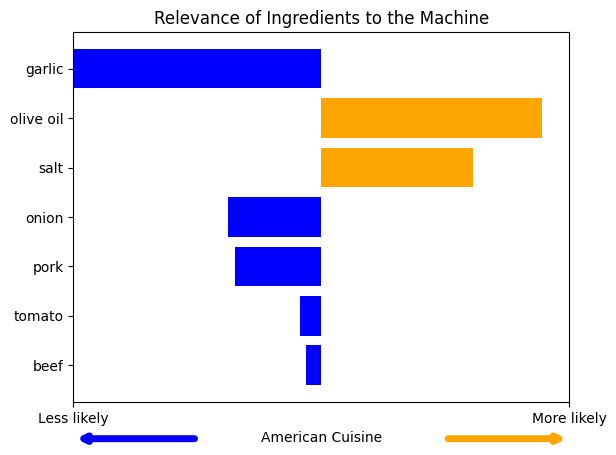 Relevance of Ingredients to the Machine
garlic
olive oil
salt
onion
pork
tomato
beef
Less likely
More likely
American Cuisine